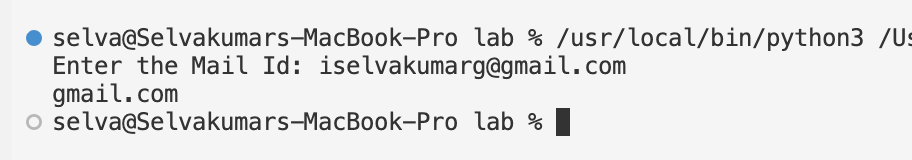 selva@Selvakumars-MacBook-Pro lab % /usr/local/bin/python3 /Us
Enter the Mail Id: iselvakumarg@gmail.com
gmail.com
selva@Selvakumars-MacBook-Pro lab %